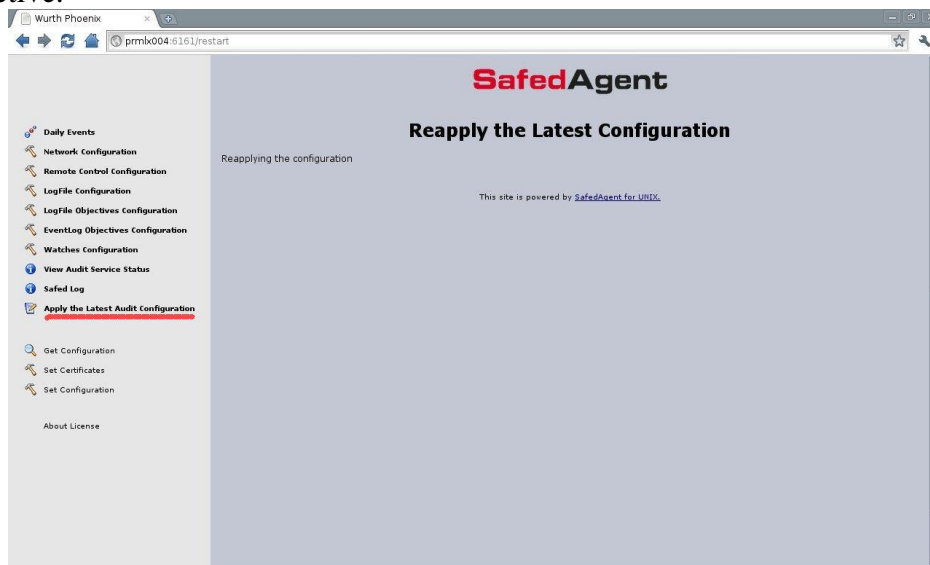 Wurth Phoenix
prmlx004:6161/restart
SafedAgent
Reapply the Latest Configuration
Reapplying the configuration
This site is powered by SafedAgent for UNIX.
Daily Events
Network Configuration
Remote Control Configuration
LogFile Configuration
LogFile Objectives Configuration
EventLog Objectives Configuration
Watches Configuration
View Audit Service Status
Safed Log
Apply the Latest Audit Configuration
Get Configuration
Set Certificates
Set Configuration
About License